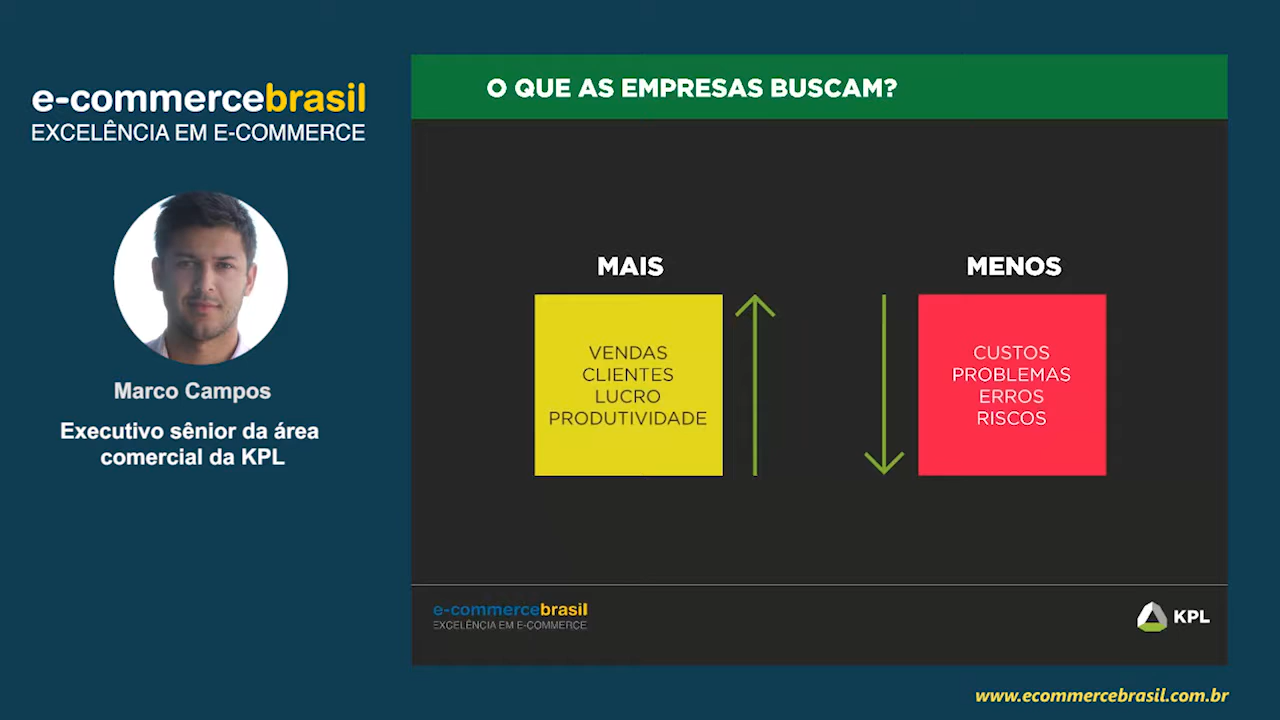 e-commercebrasil
EXCELÊNCIA EM E-COMMERCE
Marco Campos
Executivo sênior da área
comercial da KPL
O QUE AS EMPRESAS BUSCAM?
MAIS
VENDAS
CLIENTES
LUCRO
PRODUTIVIDADE
MENOS
CUSTOS
PROBLEMAS
ERROS
RISCOS
e-commercebrasil
EXCELÊNCIA EM E-COMMERCE
KPL
www.ecommercebrasil.com.br